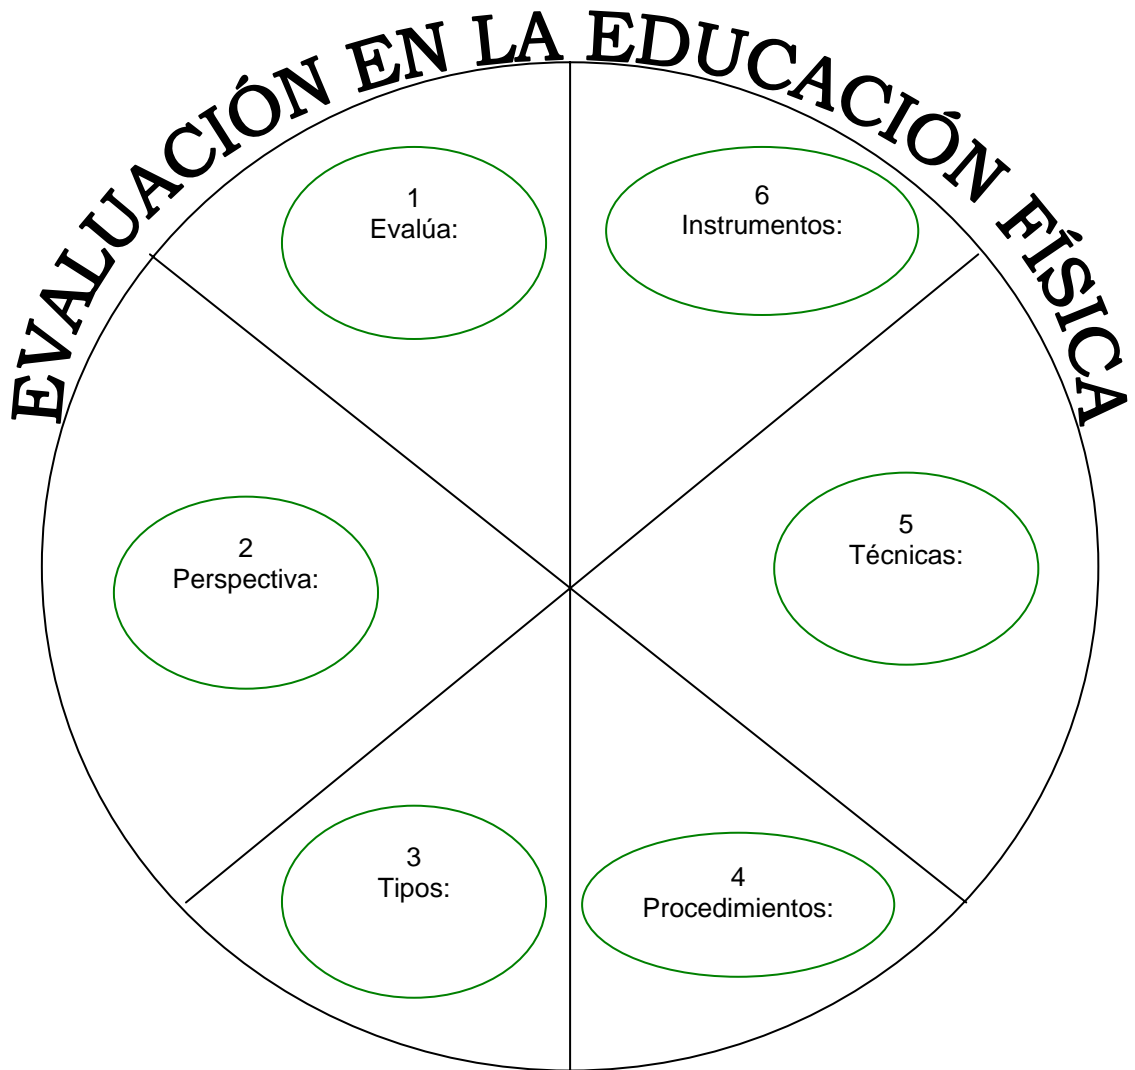 EVALUACIÓN EN LA EDUCACIÓN FÍSICA
1
Evalúa:
6
Instrumentos:
2
Perspectiva:
5
Técnicas:
3
Tipos:
4
Procedimientos: